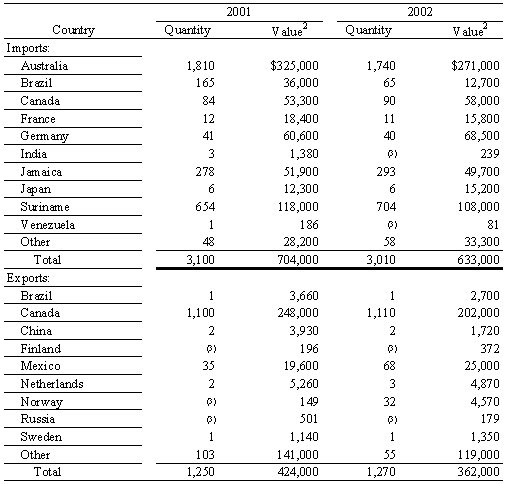 2001 2002
Country Quantity Value2 Quantity Value2
Imports:
Australia 1,810 $325,000 1,740 $271,000
Brazil 165 36,000 65 12,700
Canada 84 53,300 90 58,000
France 12 18,400 11 15,800
Germany 41 60,600 40 68,500
India 3 1,380 (3) 239
Jamaica 278 51,900 293 49,700
Japan 6 12,300 6 15,200
Suriname 654 118,000 704 108,000
Venezuela 1 186 (3) 81
Other 48 28,200 58 33,300
Total 3,100 704,000 3,010 633,000
Exports:
Brazil 1 3,660 1 2,700
Canada 1,100 248,000 1,110 202,000
China 2 3,930 2 1,720
Finland (3) 196 (3) 372
Mexico 35 19,600 68 25,000
Netherlands 2 5,260 3 4,870
Norway (3) 149 32 4,570
Russia (3) 501 (3) 179
Sweden 1 1,140 1 1,350
Other 103 141,000 55 119,000
Total 1,250 424,000 1,270 362,000